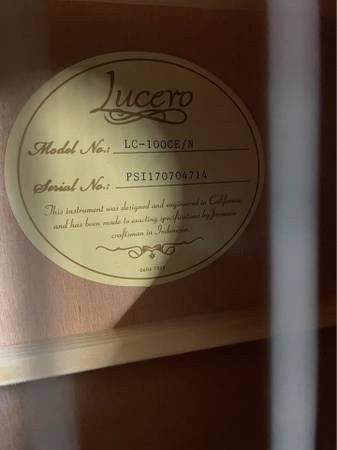 Lucero
Model No.: LC-100CE/N
Serial No.: PSI170704714
This instrument was designed and engineered in California,
and has been made to exacting specifications by Javanese
craftsman in Indonesia.